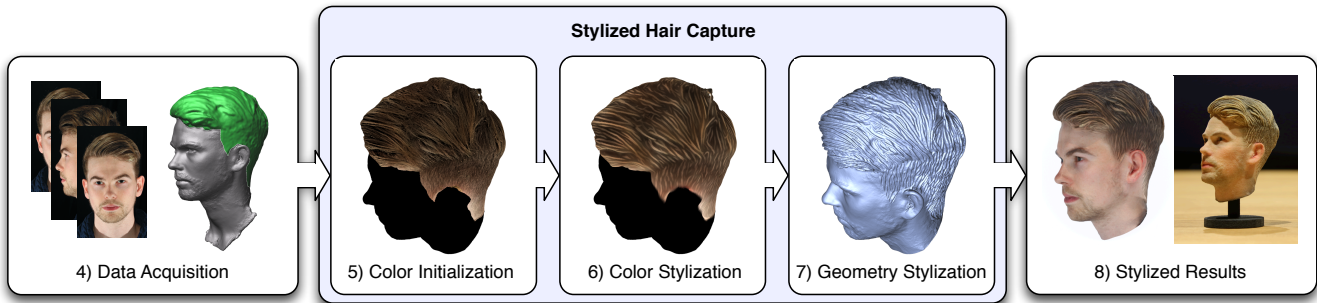 Stylized Hair Capture
4) Data Acquisition
5) Color Initialization
6) Color Stylization
7) Geometry Stylization
8) Stylized Results